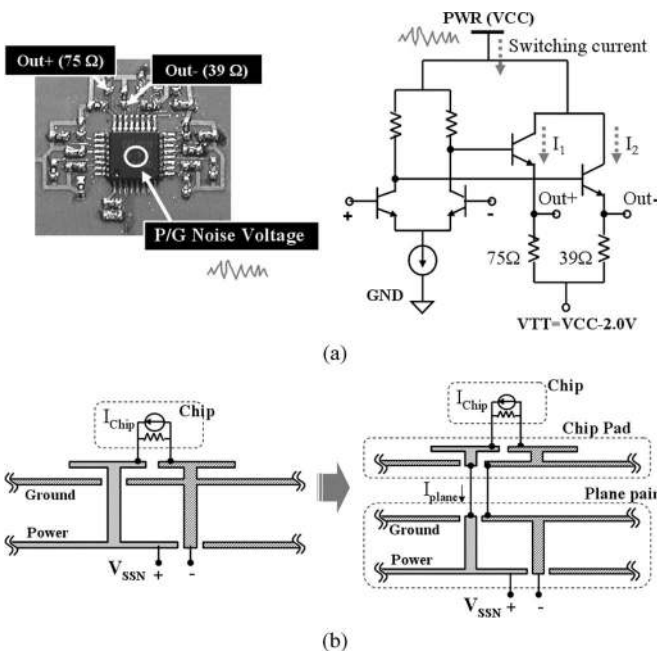 PWR (VCC)
Out+ (75 Ω)
Out- (39 Ω)
Switching current
I1
I2
Out+
Out-
+
-
P/G Noise Voltage
75Ω
39Ω
GND
VTT=VCC-2.0V
(a)
IChip
Chip
Ground
Power
VSSN + -
IChip
Chip
Chip Pad
Iplane
Plane pair
Ground
Power
VSSN + -
(b)